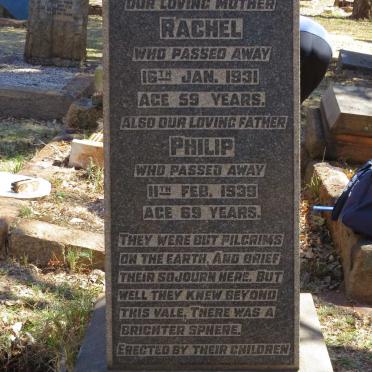 OUR LOVING MOTHER
RACHEL
WHO PASSED AWAY
16TH JAN. 1931
AGE 59 YEARS.
ALSO OUR LOVING FATHER
PHILIP
WHO PASSED AWAY
11TH FEB. 1939
AGE 69 YEARS.
THEY WERE BUT PILGRIMS
ON THE EARTH, AND BRIEF
THEIR SOJOURN HERE. BUT
WELL THEY KNEW BEYOND
THIS VALE, THERE WAS A
BRIGHTER SPHERE.
ERECTED BY THEIR CHILDREN